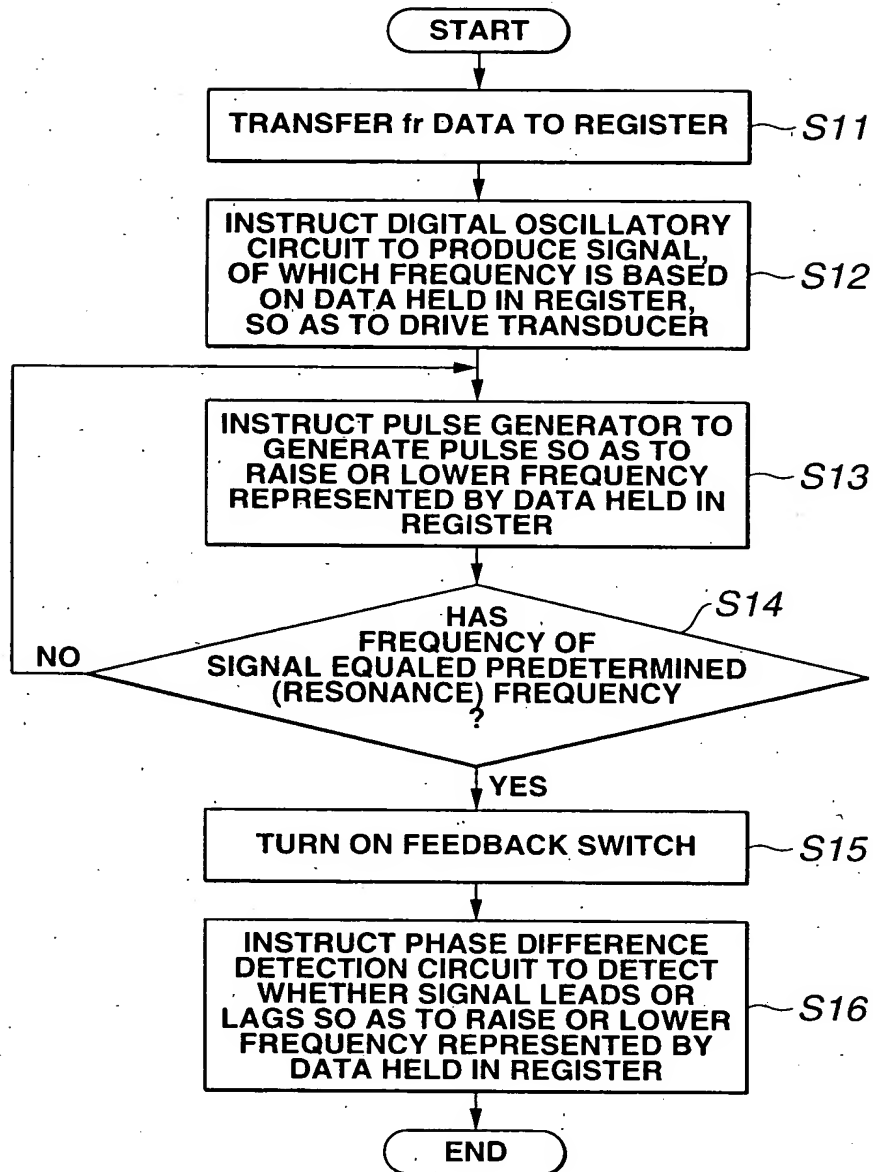 START
TRANSFER fr DATA TO REGISTER
S11
INSTRUCT DIGITAL OSCILLATORY
CIRCUIT TO PRODUCE SIGNAL,
OF WHICH FREQUENCY IS BASED
ON DATA HELD IN REGISTER,
SO AS TO DRIVE TRANSDUCER
S12
INSTRUCT PULSE GENERATOR TO
GENERATE PULSE SO AS TO
RAISE OR LOWER FREQUENCY
REPRESENTED BY DATA HELD IN
REGISTER
S13
S14
HAS
FREQUENCY OF
SIGNAL EQUALED PREDETERMINED
(RESONANCE) FREQUENCY
?
NO
YES
TURN ON FEEDBACK SWITCH
S15
INSTRUCT PHASE DIFFERENCE
DETECTION CIRCUIT TO DETECT
WHETHER SIGNAL LEADS OR
LAGS SO AS TO RAISE OR LOWER
FREQUENCY REPRESENTED BY
DATA HELD IN REGISTER
S16
END